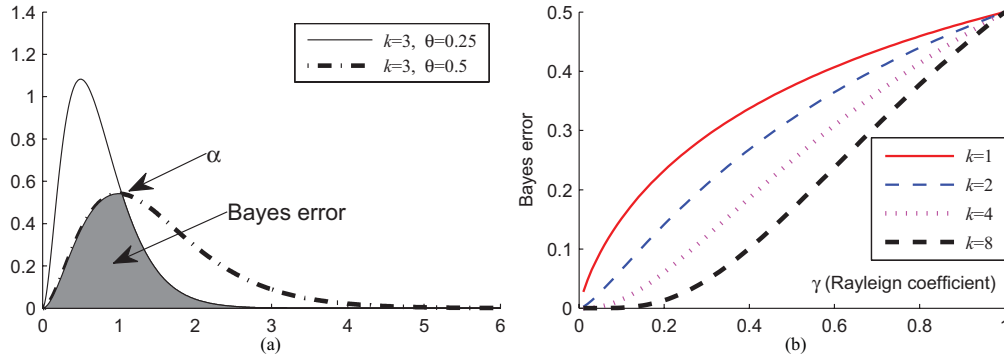 1.4
1.2
1
0.8
0.6
0.4
0.2
0
0 1 2 3 4 5 6
k=3, θ=0.25
k=3, θ=0.5
α
Bayes error
(a)
Bayes error
0.5
0.4
0.3
0.2
0.1
0
0 0.2 0.4 0.6 0.8 1
k=1
k=2
k=4
k=8
γ (Rayleign coefficient)
(b)